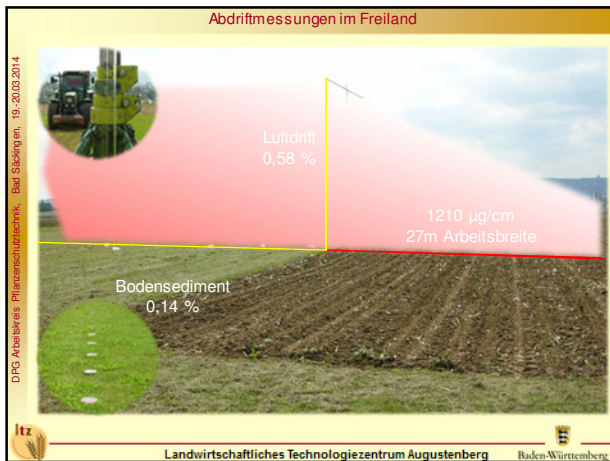 Abdriftmessungen im Freiland
DPG Arbeitskreis Pflanzenschutztechnik, Bad Säckingen, 19.-20.03.2014
Luftdrift
0,58 %
1210 µg/cm
27m Arbeitsbreite
Bodensediment
0,14 %
ltz
Landwirtschaftliches Technologiezentrum Augustenberg
Baden-Württemberg